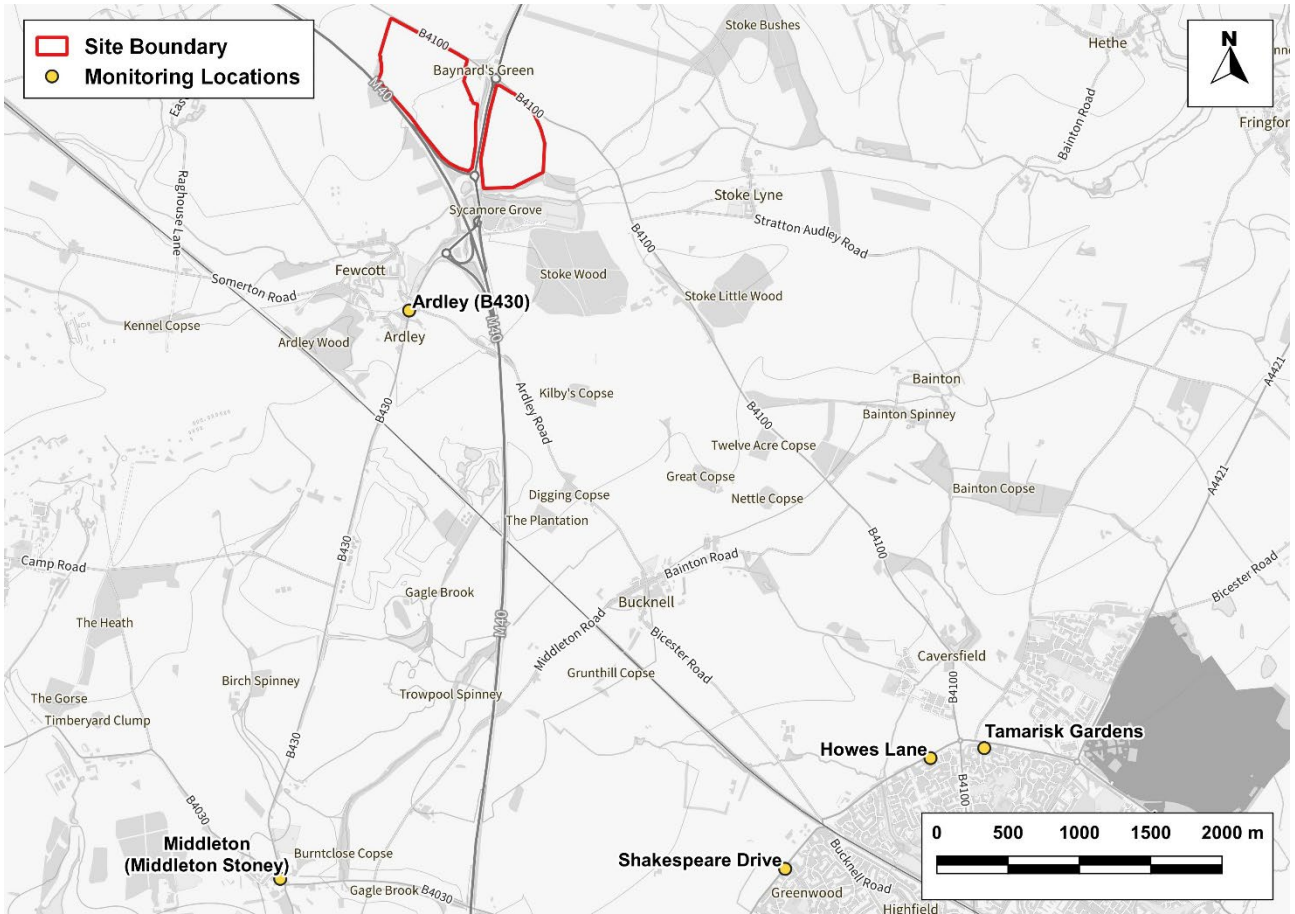 Site Boundary
Monitoring Locations
N
B4100
Baynard's Green
M40
B4100
Stoke Bushes
Hethe
Bainton Road
Raghouse Lane
Sycamore Grove
Stoke Lyne
Stratton Audley Road
B4100
Fewcott
Somerton Road
Stoke Wood
Stoke Little Wood
Ardley (B430)
Kennel Copse
Ardley Wood
Ardley
M40
Kilby's Copse
Ardley Road
B430
B4100
Bainton
Bainton Spinney
A4421
Twelve Acre Copse
Great Copse
Nettle Copse
Bainton Copse
A4421
Digging Copse
The Plantation
B4100
B430
Camp Road
Gagle Brook
Bainton Road
Bucknell
Bicester Road
The Heath
M40
Middleton Road
Bicester Road
Caversfield
Birch Spinney
Grunthill Copse
Trowpool Spinney
The Gorse
Timberyard Clump
B430
B4100
Tamarisk Gardens
Howes Lane
B4100
B4030
Middleton
(Middleton Stoney)
Burntclose Copse
Gagle Brook
B4030
Shakespeare Drive
Greenwood
Bucknell Road
Highfield
0 500 1000 1500 2000 m